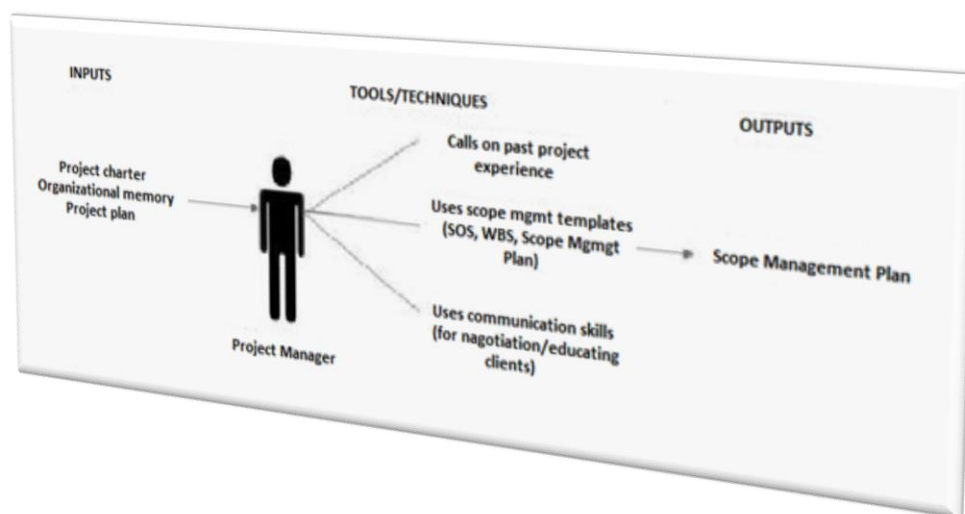 INPUTS
TOOLS/TECHNIQUES
OUTPUTS
Project charter
Organizational memory
Project plan
Project Manager
Calls on past project
experience
Uses scope mgmt templates
(SOS, WBS, Scope Mgmgt
Plan)
Uses communication skills
(for nagotiation/educating
clients)
Scope Management Plan